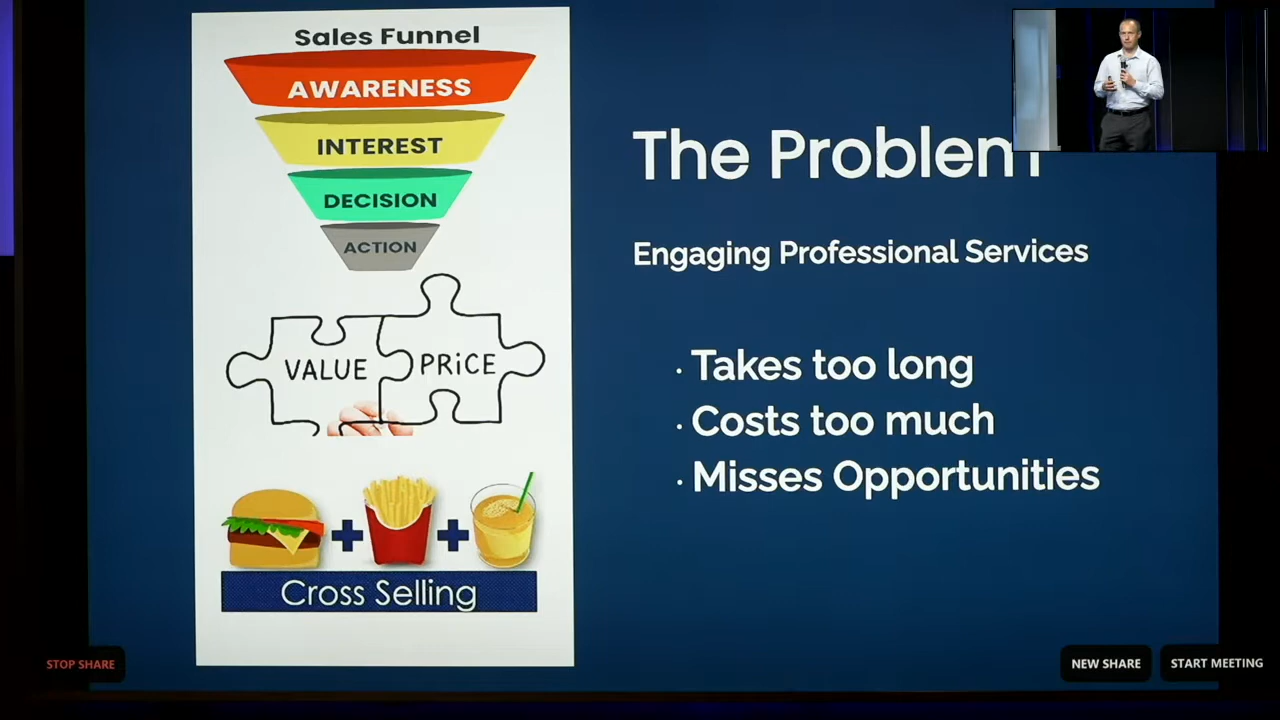 Sales Funnel
AWARENESS
INTEREST
DECISION
ACTION
VALUE
PRiCE
Cross Selling
The Problem
Engaging Professional Services
· Takes too long
· Costs too much
· Misses Opportunities
STOP SHARE
NEW SHARE
START MEETING